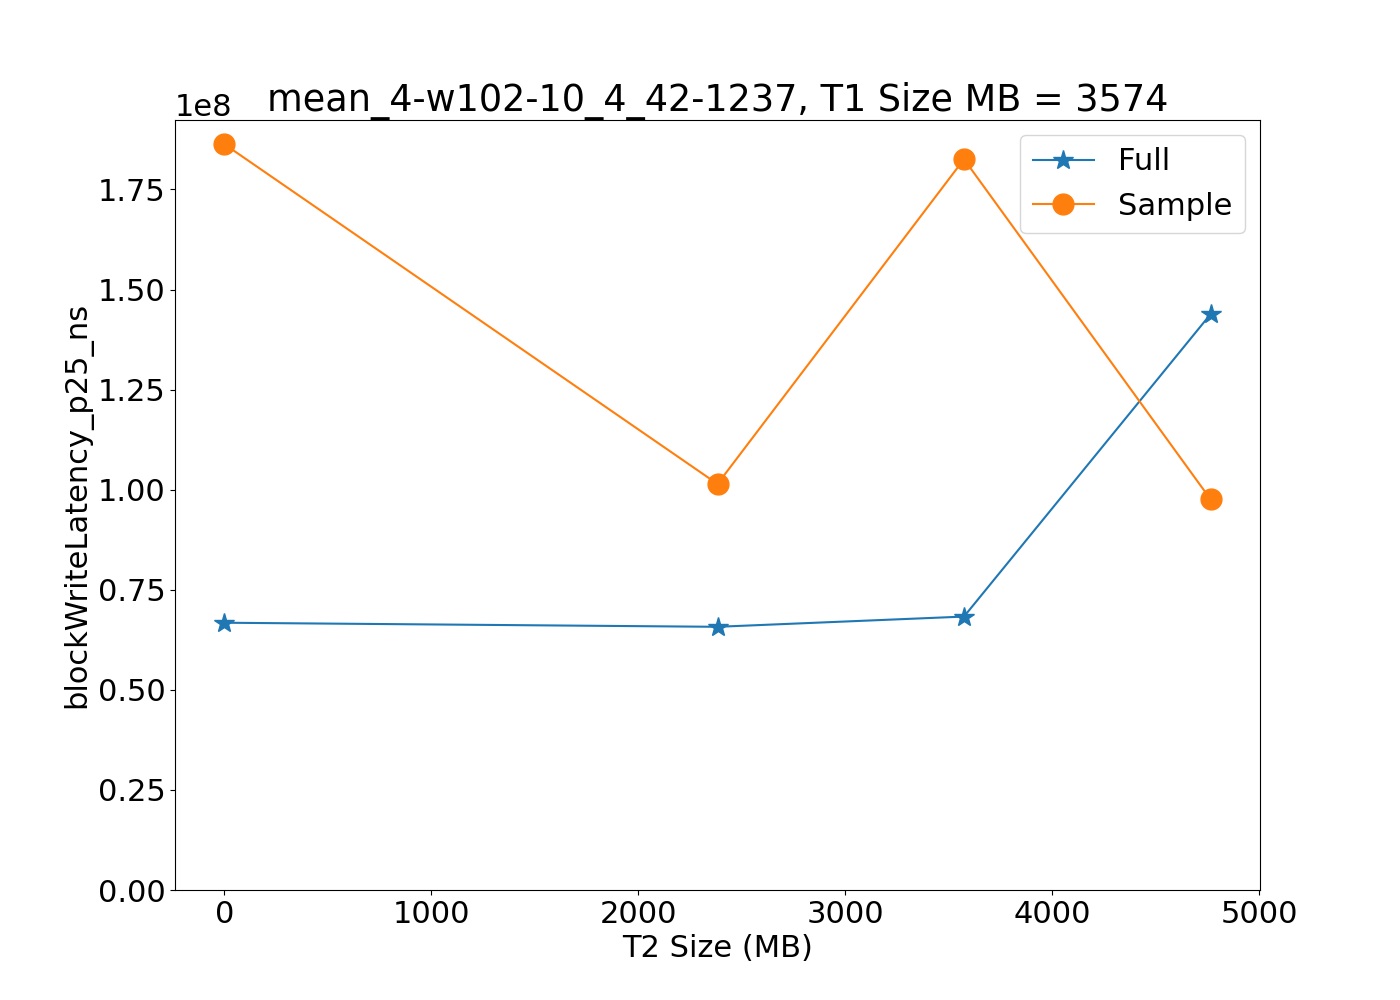 1e8
mean_4-w102-10_4_42-1237, T1 Size MB = 3574
Full
Sample
blockWriteLatency_p25_ns
1.75
1.50
1.25
1.00
0.75
0.50
0.25
0.00
0 1000 2000 3000 4000 5000
T2 Size (MB)